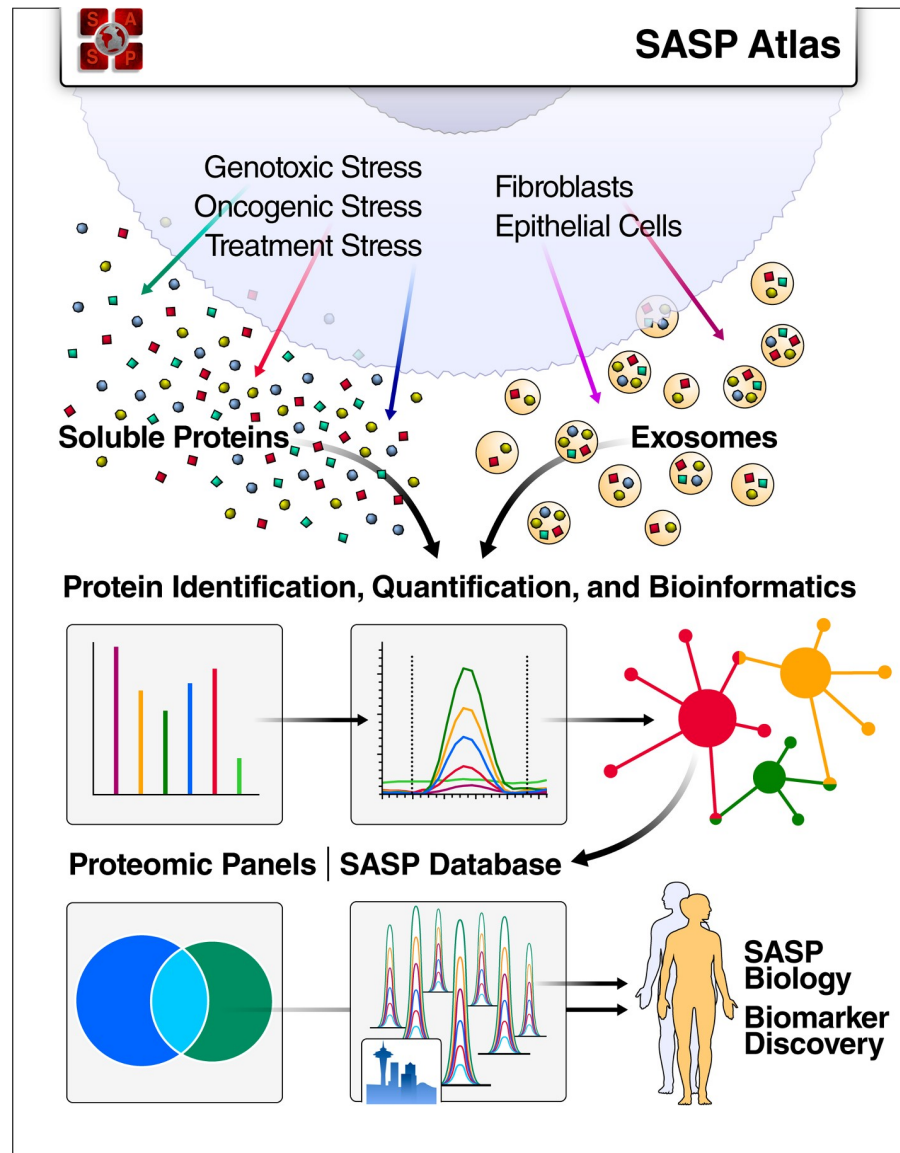 S A
S P
SASP Atlas
Genotoxic Stress
Oncogenic Stress
Treatment Stress
Fibroblasts
Epithelial Cells
Soluble Proteins
Exosomes
Protein Identification, Quantification, and Bioinformatics
Proteomic Panels | SASP Database
SASP
Biology
Biomarker
Discovery